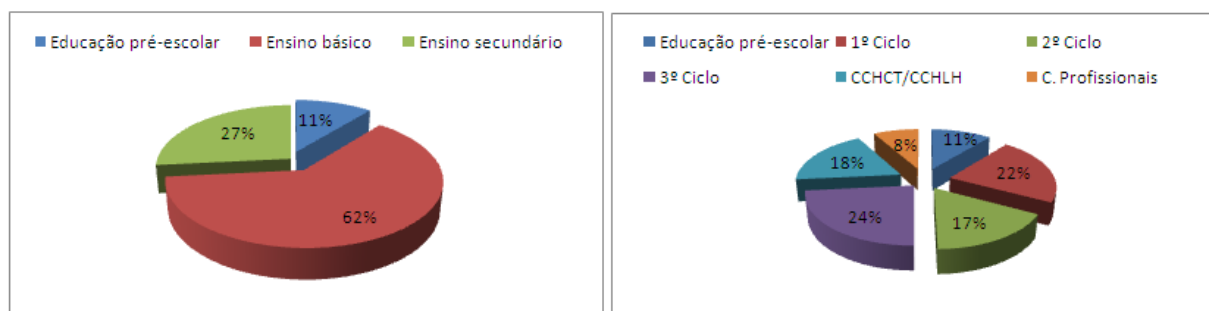 Educação pré-escolar Ensino básico Ensino secundário
11%
27%
62%
Educação pré-escolar 1º Ciclo 2º Ciclo
3º Ciclo CCHCT/CCHLH C. Profissionais
8% 11%
18% 22%
24% 17%